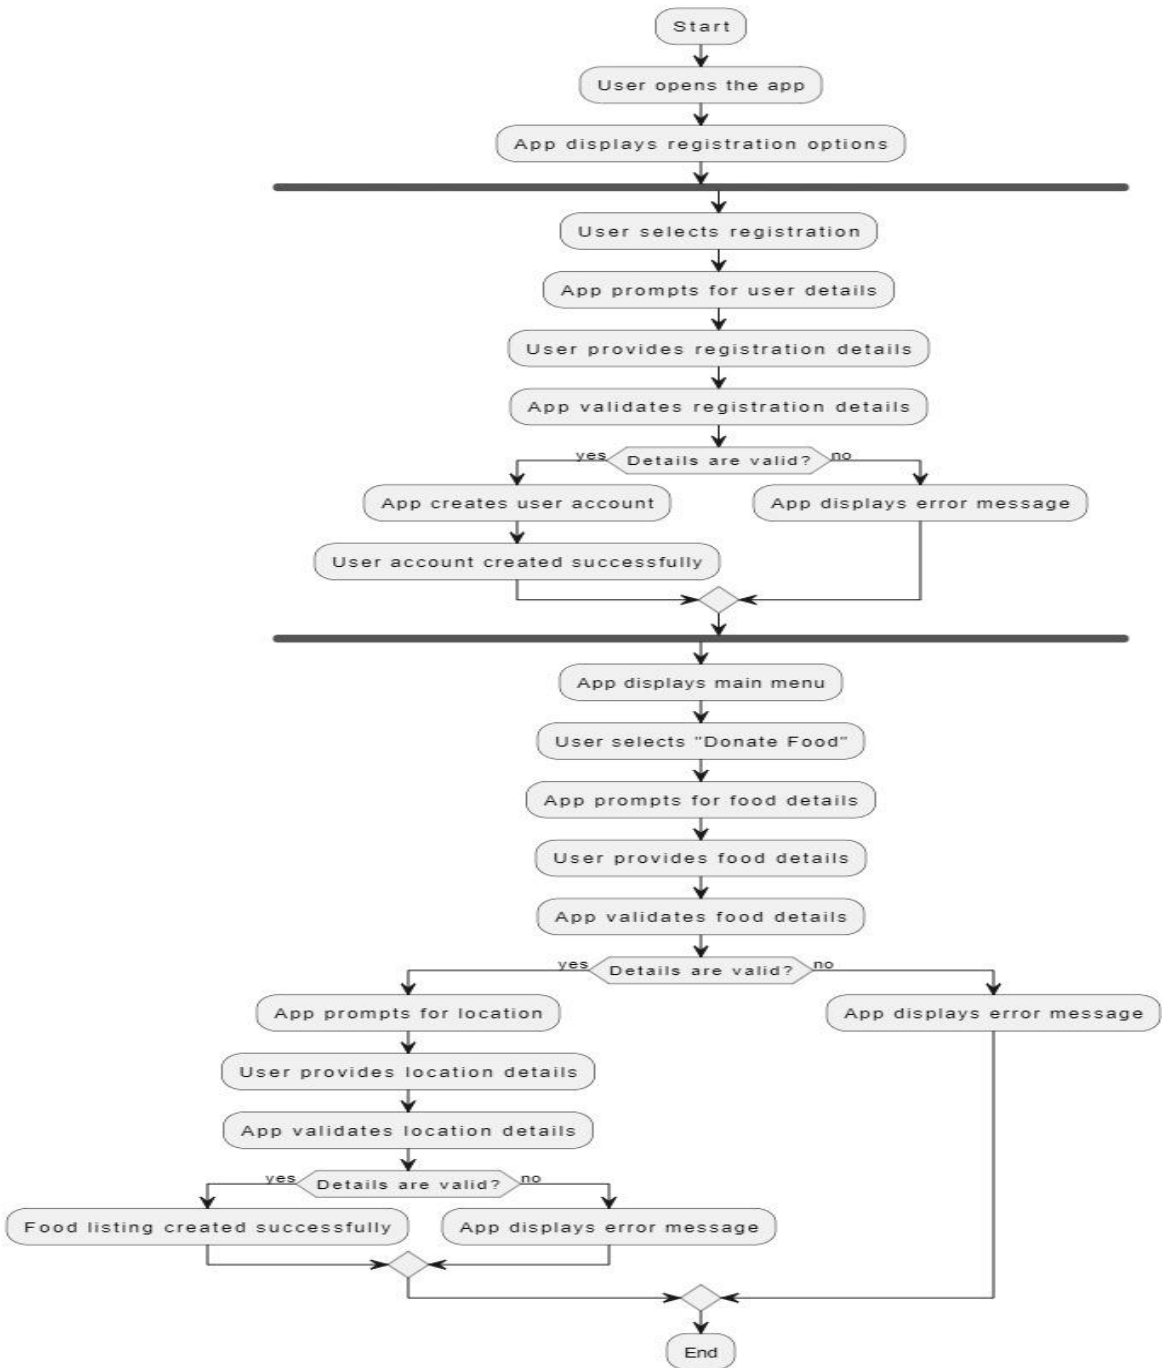 Start
User opens the app
App displays registration options
User selects registration
App prompts for user details
User provides registration details
App validates registration details
yes
Details are valid?
no
App creates user account
App displays error message
User account created successfully
App displays main menu
User selects "Donate Food"
App prompts for food details
User provides food details
App validates food details
yes
Details are valid?
no
App prompts for location
App displays error message
User provides location details
App validates location details
yes
Details are valid?
no
Food listing created successfully
App displays error message
End